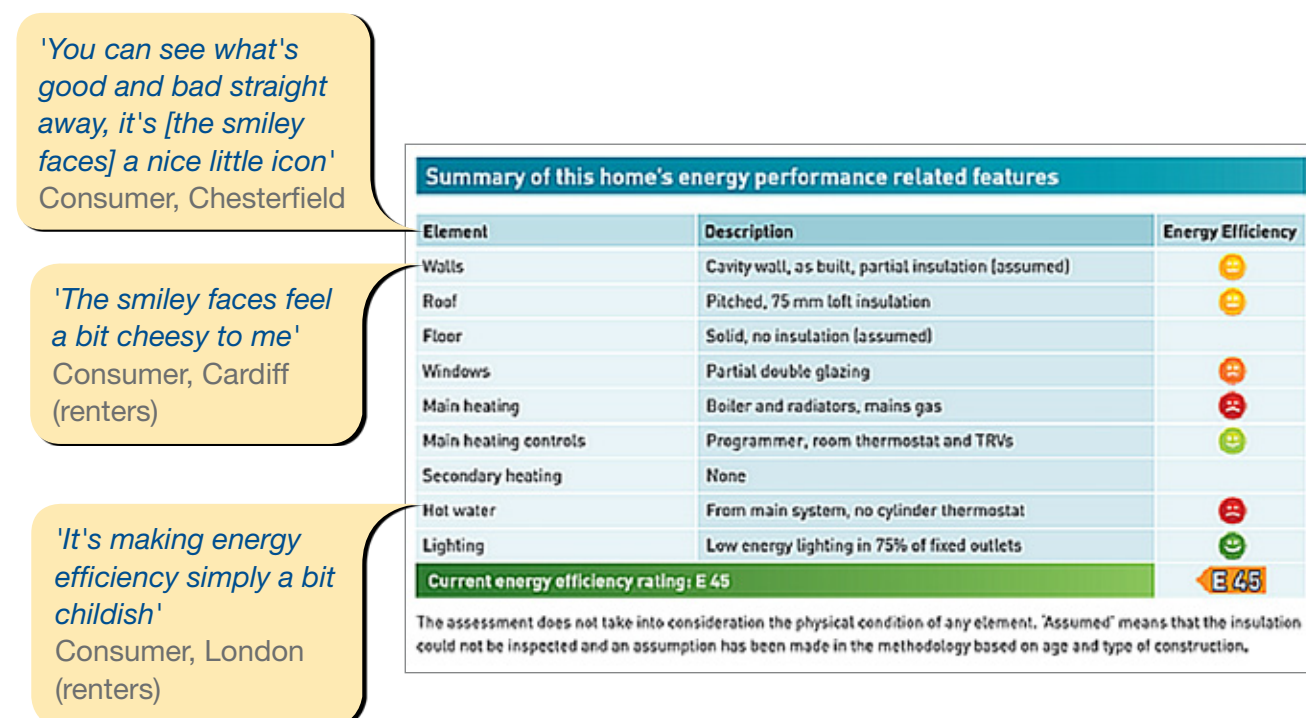 'You can see what's
good and bad straight
away, it's [the smiley
faces] a nice little icon'
Consumer, Chesterfield
'The smiley faces feel
a bit cheesy to me'
Consumer, Cardiff
(renters)
'It's making energy
efficiency simply a bit
childish'
Consumer, London
(renters)
Summary of this home's energy performance related features
Element Description Energy Efficiency
Walls Cavity wall, as built, partial insulation (assumed)
Roof Pitched, 75 mm loft insulation
Floor Solid, no insulation (assumed)
Windows Partial double glazing
Main heating Boiler and radiators, mains gas
Main heating controls Programmer, room thermostat and TRVs
Secondary heating None
Hot water From main system, no cylinder thermostat
Lighting Low energy lighting in 75% of fixed outlets
Current energy efficiency rating: E 45 E 45
The assessment does not take into consideration the physical condition of any element. 'Assumed' means that the insulation
could not be inspected and an assumption has been made in the methodology based on age and type of construction.